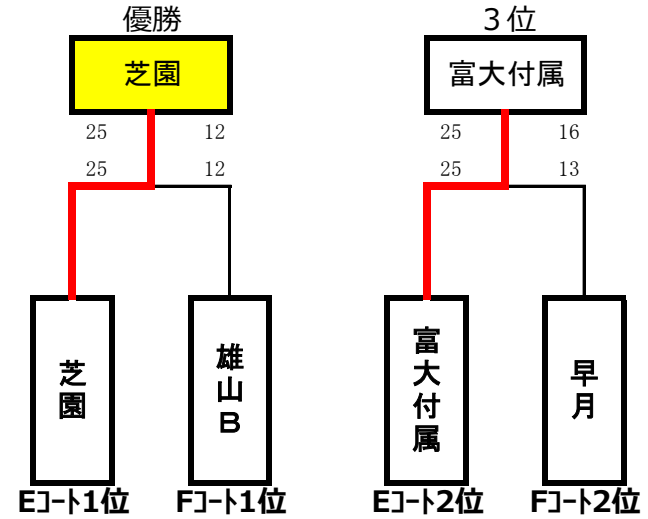 優勝
芝園
25 12
25 12
芝園
雄山B
Eｺｰﾄ1位 Fｺｰﾄ1位
3位
富大付属
25 16
25 13
富大付属
早月
Eｺｰﾄ2位 Fｺｰﾄ2位